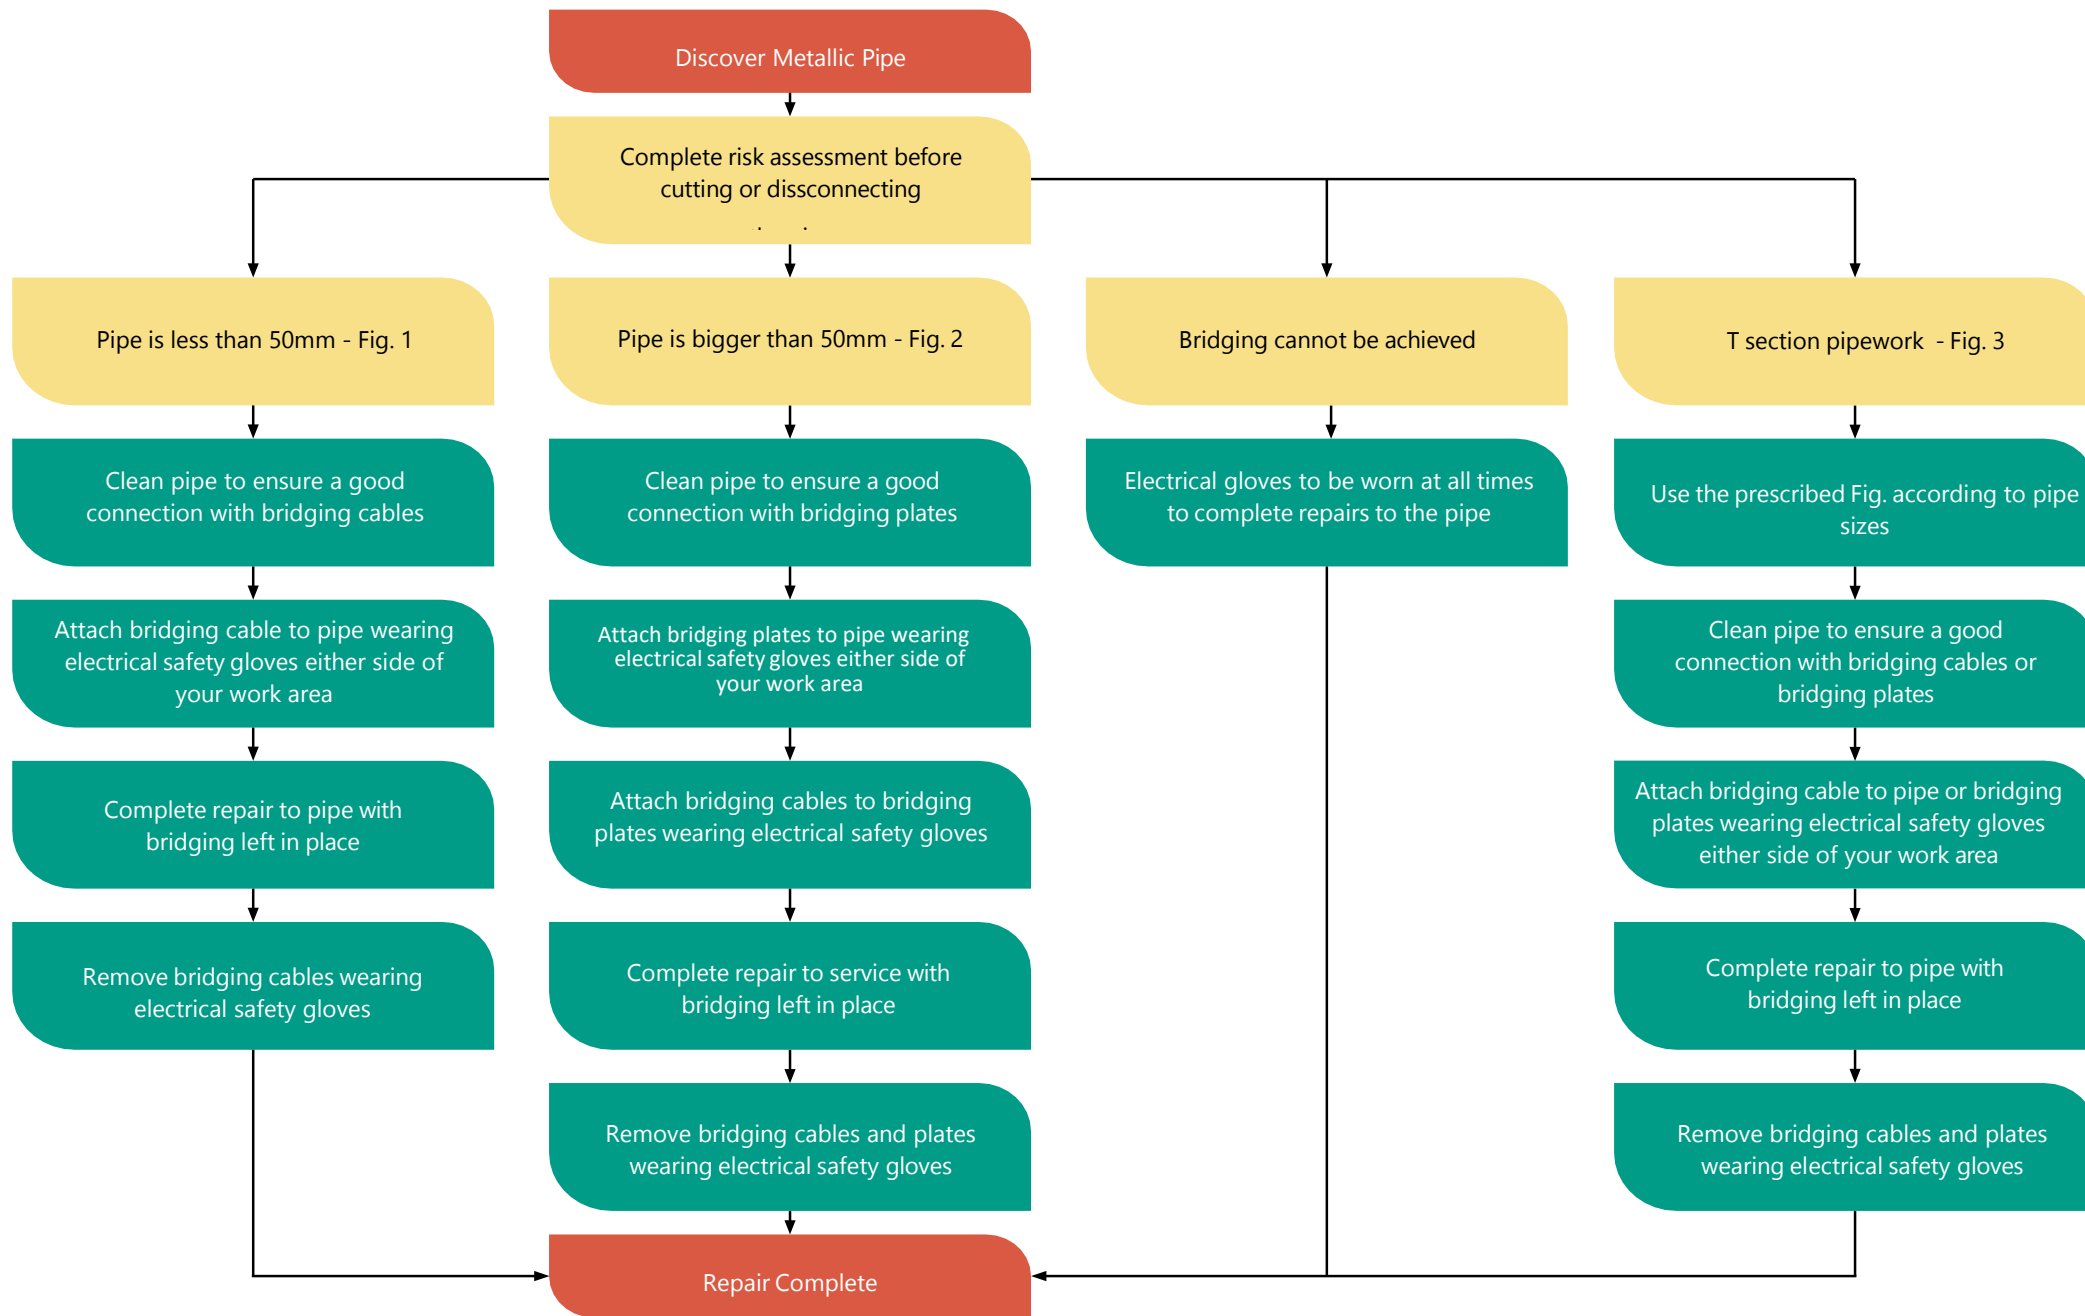 Discover Metallic Pipe
Complete risk assessment before
cutting or dissconnecting
Pipe is less than 50mm - Fig. 1
Pipe is bigger than 50mm - Fig. 2
Bridging cannot be achieved
T section pipework - Fig. 3
Clean pipe to ensure a good
connection with bridging cables
Clean pipe to ensure a good
connection with bridging plates
Electrical gloves to be worn at all times
to complete repairs to the pipe
Use the prescribed Fig. according to pipe
sizes
Attach bridging cable to pipe wearing
electrical safety gloves either side of
your work area
Attach bridging plates to pipe wearing
electrical safety gloves either side of
your work area
Clean pipe to ensure a good
connection with bridging cables or
bridging plates
Complete repair to pipe with
bridging left in place
Attach bridging cables to bridging
plates wearing electrical safety gloves
Attach bridging cable to pipe or bridging
plates wearing electrical safety gloves
either side of your work area
Remove bridging cables wearing
electrical safety gloves
Complete repair to service with
bridging left in place
Complete repair to pipe with
bridging left in place
Remove bridging cables and plates
wearing electrical safety gloves
Remove bridging cables and plates
wearing electrical safety gloves
Repair Complete